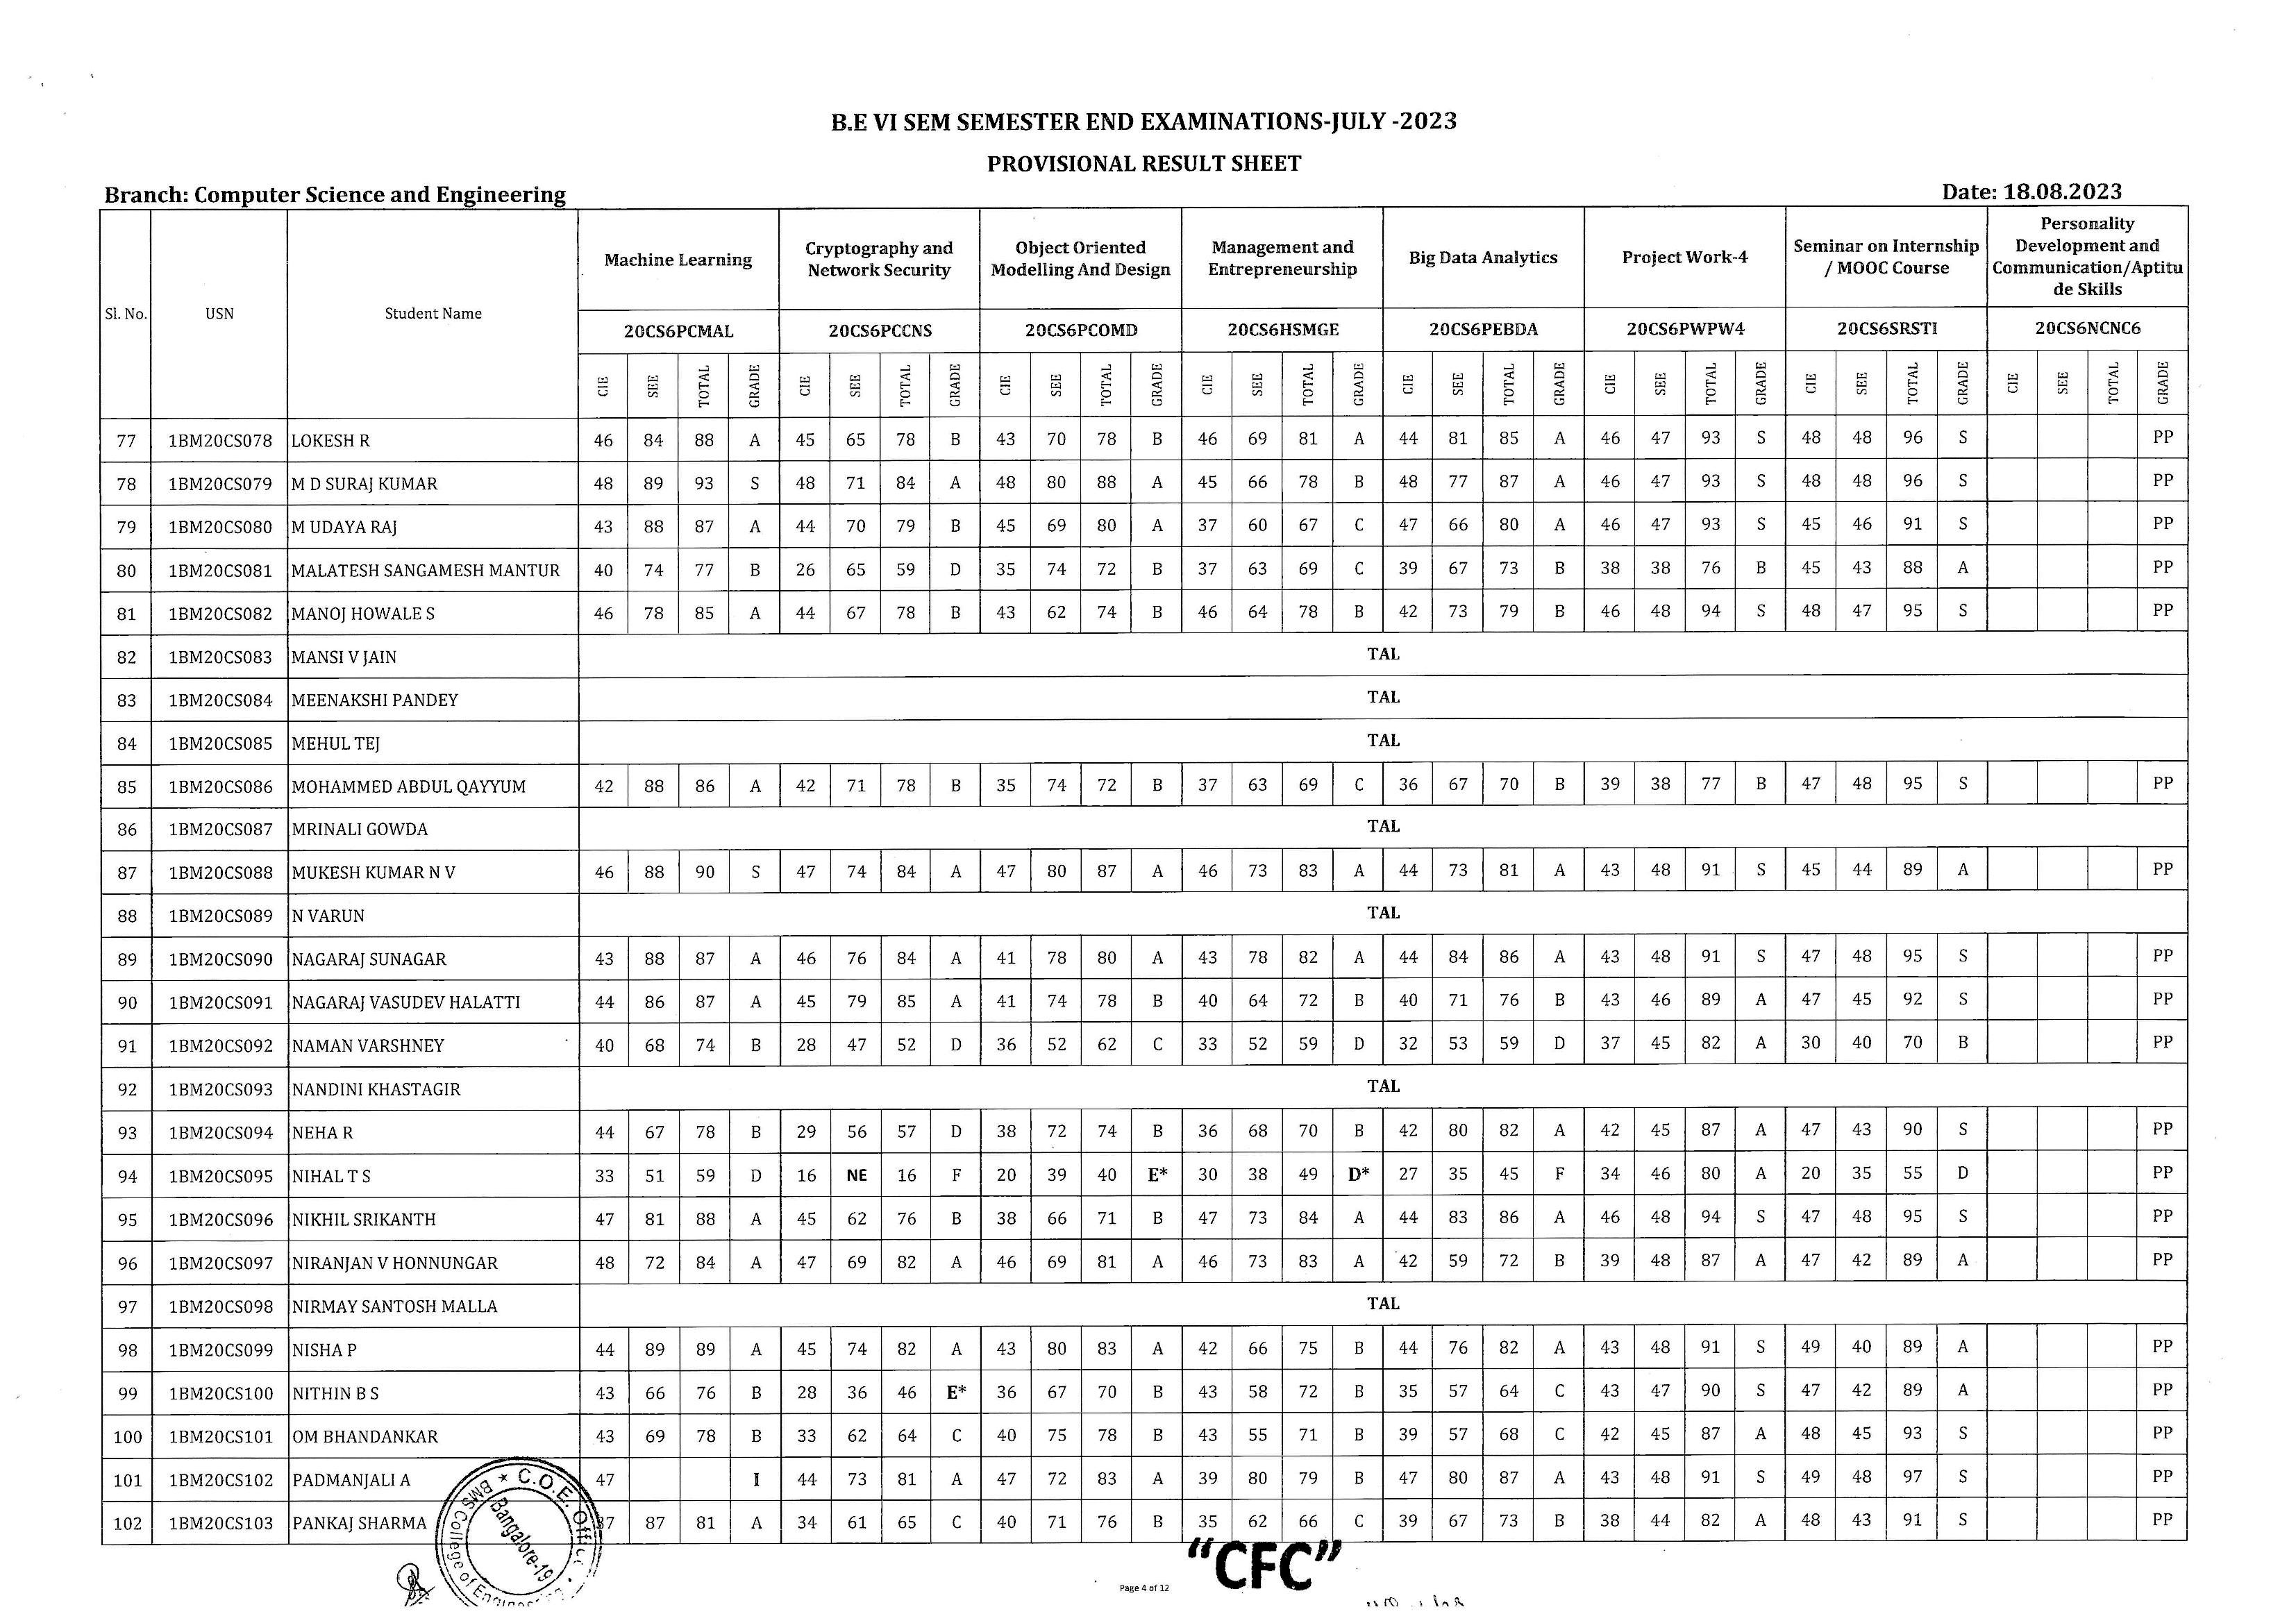 B.E VI SEM SEMESTER END EXAMINATIONS-JULY -2023
PROVISIONAL RESULT SHEET
Branch: Computer Science and Engineering Date: 18.08.2023
Sl. No. USN Student Name Machine Learning Cryptography and Network Security Object Oriented Modelling And Design Management and Entrepreneurship Big Data Analytics Project Work-4 Seminar on Internship / MOOC Course Personality Development and Communication/Aptitu de Skills
20CS6PCMAL 20CS6PCCNS 20CS6PCOMD 20CS6HSMGE 20CS6PEBDA 20CS6PWPW4 20CS6SRSTI 20CS6NCNC6
CIE SEE TOTAL GRADE CIE SEE TOTAL GRADE CIE SEE TOTAL GRADE CIE SEE TOTAL GRADE CIE SEE TOTAL GRADE CIE SEE TOTAL GRADE CIE SEE TOTAL GRADE CIE SEE TOTAL GRADE
77 1BM20CS078 LOKESH R 46 84 88 A 45 65 78 B 43 70 78 B 46 69 81 A 44 81 85 A 46 47 93 S 48 48 96 S PP
78 1BM20CS079 M D SURAJ KUMAR 48 89 93 S 48 71 84 A 48 80 88 A 45 66 78 B 48 77 87 A 46 47 93 S 48 48 96 S PP
79 1BM20CS080 M UDAYA RAJ 43 88 87 A 44 70 79 B 45 69 80 A 37 60 67 C 47 66 80 A 46 47 93 S 45 46 91 S PP
80 1BM20CS081 MALATESH SANGAMESH MANTUR 40 74 77 B 26 65 59 D 35 74 72 B 37 63 69 C 39 67 73 B 38 38 76 B 45 43 88 A PP
81 1BM20CS082 MANOJ HOWALE S 46 78 85 A 44 67 78 B 43 62 74 B 46 64 78 B 42 73 79 B 46 48 94 S 48 47 95 S PP
82 1BM20CS083 MANSI V JAIN TAL
83 1BM20CS084 MEENAKSHI PANDEY TAL
84 1BM20CS085 MEHUL TEJ TAL
85 1BM20CS086 MOHAMMED ABDUL QAYYUM 42 88 86 A 42 71 78 B 35 74 72 B 37 63 69 C 36 67 70 B 39 38 77 B 47 48 95 S PP
86 1BM20CS087 MRINALI GOWDA TAL
87 1BM20CS088 MUKESH KUMAR N V 46 88 90 S 47 74 84 A 47 80 87 A 46 73 83 A 44 73 81 A 43 48 91 S 45 44 89 A PP
88 1BM20CS089 N VARUN TAL
89 1BM20CS090 NAGARAJ SUNAGAR 43 88 87 A 46 76 84 A 41 78 80 A 43 78 82 A 44 84 86 A 43 48 91 S 47 48 95 S PP
90 1BM20CS091 NAGARAJ VASUDEV HALATTI 44 86 87 A 45 79 85 A 41 74 78 B 40 64 72 B 40 71 76 B 43 46 89 A 47 45 92 S PP
91 1BM20CS092 NAMAN VARSHNEY 40 68 74 B 28 47 52 D 36 52 62 C 33 52 59 D 32 53 59 D 37 45 82 A 30 40 70 B PP
92 1BM20CS093 NANDINI KHASTAGIR TAL
93 1BM20CS094 NEHA R 44 67 78 B 29 56 57 D 38 72 74 B 36 68 70 B 42 80 82 A 42 45 87 A 47 43 90 S PP
94 1BM20CS095 NIHAL T S 33 51 59 D 16 NE 16 F 20 39 40 E* 30 38 49 D* 27 35 45 F 34 46 80 A 20 35 55 D PP
95 1BM20CS096 NIKHIL SRIKANTH 47 81 88 A 45 62 76 B 38 66 71 B 47 73 84 A 44 83 86 A 46 48 94 S 47 48 95 S PP
96 1BM20CS097 NIRANJAN V HONNUNGAR 48 72 84 A 47 69 82 A 46 69 81 A 46 73 83 A 42 59 72 B 39 48 87 A 47 42 89 A PP
97 1BM20CS098 NIRMAY SANTOSH MALLA TAL
98 1BM20CS099 NISHA P 44 89 89 A 45 74 82 A 43 80 83 A 42 66 75 B 44 76 82 A 43 48 91 S 49 40 89 A PP
99 1BM20CS100 NITHIN B S 43 66 76 B 28 36 46 E* 36 67 70 B 43 58 72 B 35 57 64 C 43 47 90 S 47 42 89 A PP
100 1BM20CS101 OM BHANDANKAR 43 69 78 B 33 62 64 C 40 75 78 B 43 55 71 B 39 57 68 C 42 45 87 A 48 45 93 S PP
101 1BM20CS102 PADMANJALI A 47 I 44 73 81 A 47 72 83 A 39 80 79 B 47 80 87 A 43 48 91 S 49 48 97 S PP
102 1BM20CS103 PANKAJ SHARMA 37 87 81 A 34 61 65 C 40 71 76 B 35 62 66 C 39 67 73 B 38 44 82 A 48 43 91 S PP
* C.O.E. Office *
BMS College of
Bangalore-19
"CFC"
Page 4 of 12